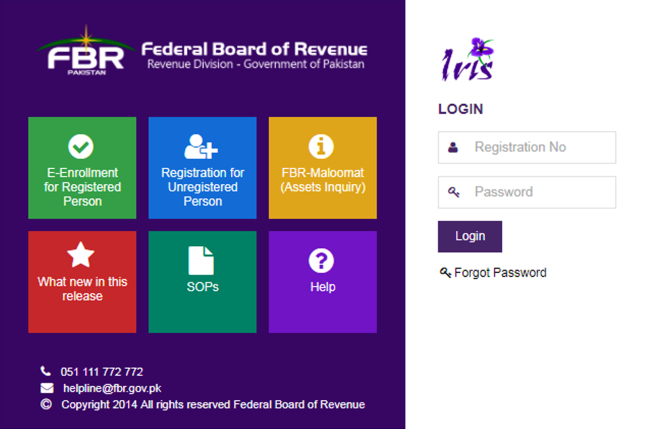 FBR
PAKISTAN
Federal Board of Revenue
Revenue Division - Government of Pakistan
E-Enrollment
for Registered
Person
Registration for
Unregistered
Person
FBR-Maloomat
(Assets Inquiry)
What new in this
release
SOPs
Help
051 111 772 772
helpline@fbr.gov.pk
© Copyright 2014 All rights reserved Federal Board of Revenue
Iris
LOGIN
Registration No
Password
Login
Forgot Password